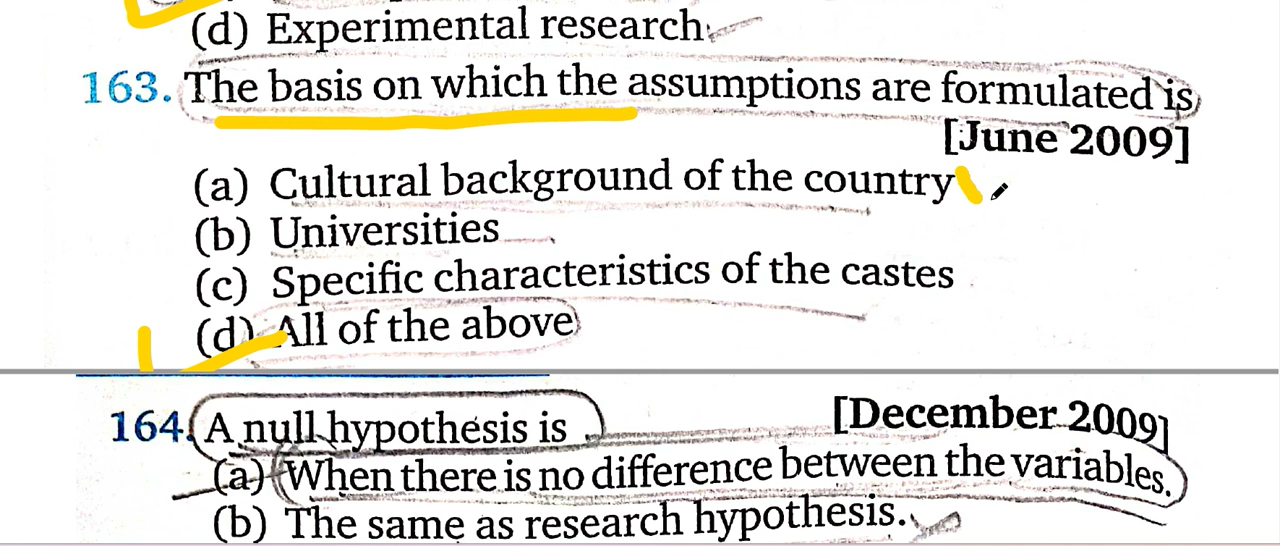 (d) Experimental research
163. The basis on which the assumptions are formulated is
[June 2009]
(a) Cultural background of the country
(b) Universities
(c) Specific characteristics of the castes
(d) All of the above
164. A null hypothesis is
[December 2009]
(a) When there is no difference between the variables.
(b) The same as research hypothesis.